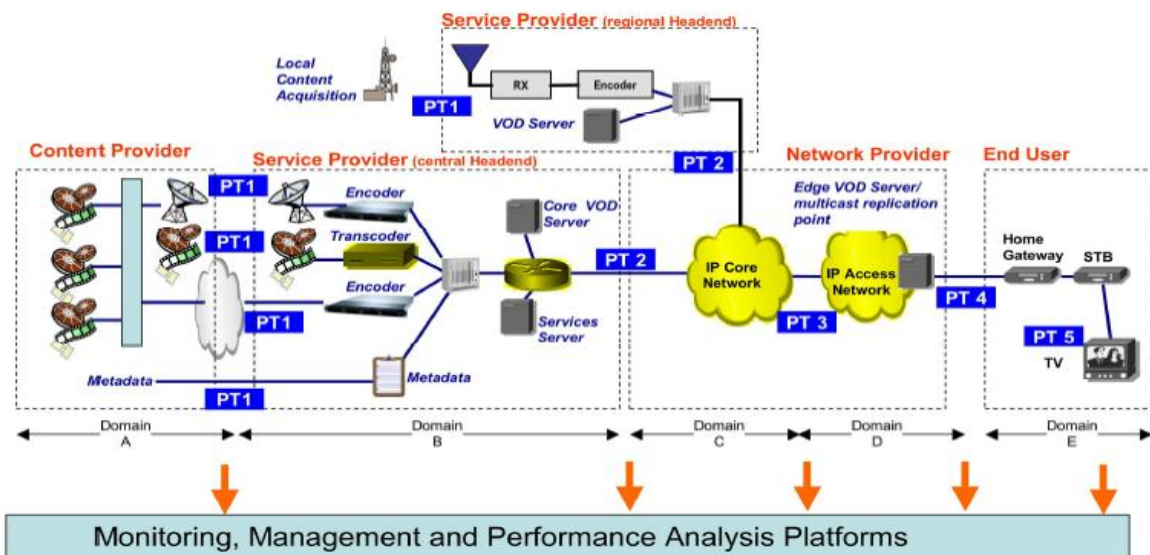 Service Provider (regional Headend)
Local
Content
Acquisition
PT1
RX
Encoder
VOD Server
PT 2
Content Provider
Service Provider (central Headend)
Network Provider
End User
PT1
Encoder
Core VOD
Server
Edge VOD Server/
multicast replication
point
PT1
Transcoder
PT 2
IP Core
Network
IP Access
Network
Home
Gateway
STB
PT1
Encoder
Services
Server
PT 3
PT 4
PT 5
TV
Metadata
Metadata
PT1
Domain
A
Domain
B
Domain
C
Domain
D
Domain
E
Monitoring, Management and Performance Analysis Platforms